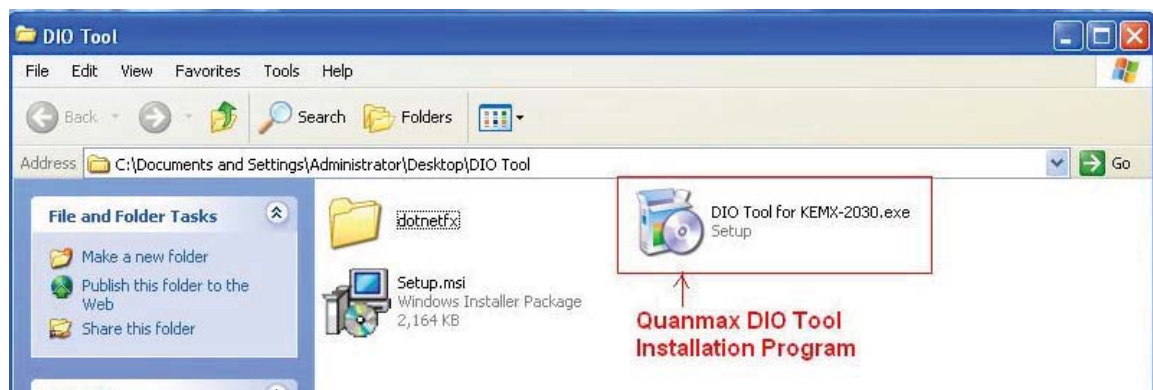 DIO Tool
File Edit View Favorites Tools Help
Back Search Folders
Address C:\Documents and Settings\Administrator\Desktop\DIO Tool Go
File and Folder Tasks
Make a new folder
Publish this folder to the
Web
Share this folder
dotnetfx
Setup.msi
Windows Installer Package
2,164 KB
DIO Tool for KEMX-2030.exe
Setup
Quanmax DIO Tool
Installation Program